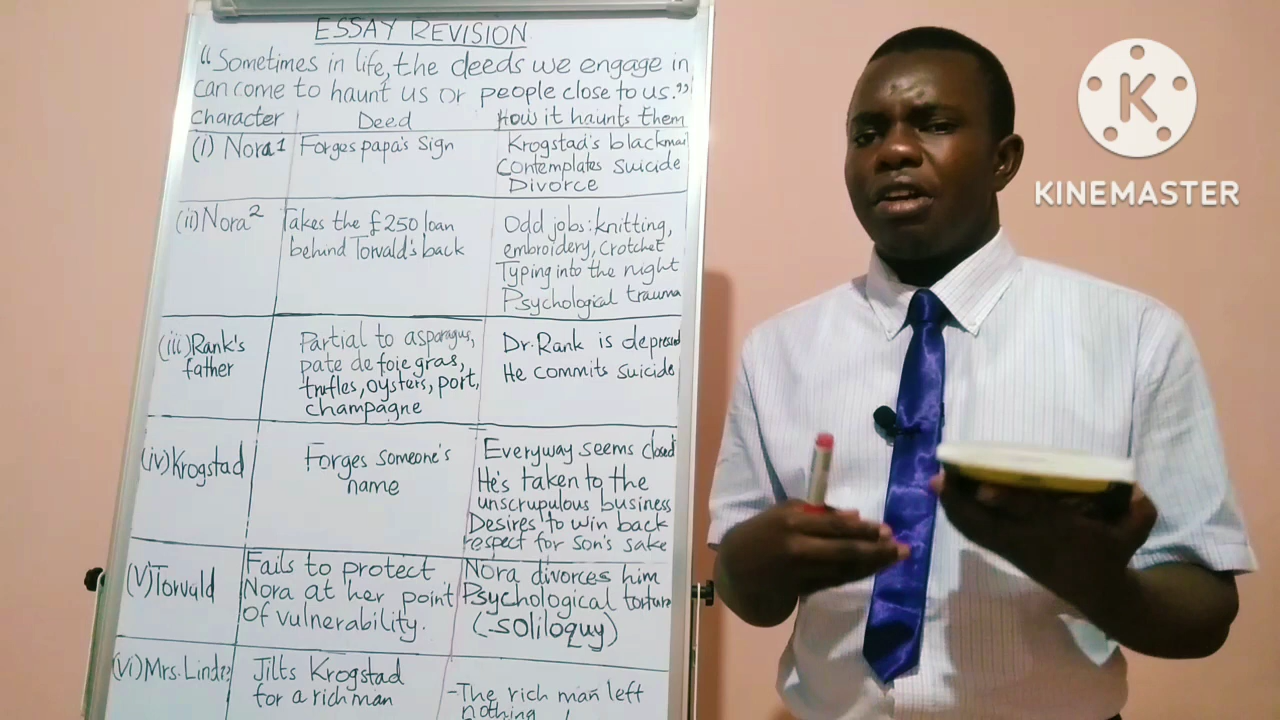 ESSAY REVISION
"Sometimes in life, the deeds we engage in
can come to haunt us or people close to us."
Character Deed How it haunts them
(i) Nora 1 Forges papa's Sign Krogstad's blackmai
Contemplates suicide
Divorce
(ii) Nora 2 Takes the £250 loan
behind Torvald's back
Odd jobs: knitting,
embroidery, Crotchet
Typing into the night
Psychological trauma
(iii) Rank's
father
Partial to asparagus,
pate de foie gras,
trufles, oysters, port,
champagne
Dr. Rank is depressed
He commits suicide
(iv) Krogstad Forges someone's
name
Everyway seems closed
He's taken to the
unscrupulous business
Desires to win back
respect for son's sake
(V) Torvald Fails to protect
Nora at her point
Of vulnerability.
Nora divorces him
Psychological torture
(-soliloquy)
(vi) Mrs. Linde Jilts Krogstad
for a rich man
-The rich man left
nothing
K
KINEMASTER